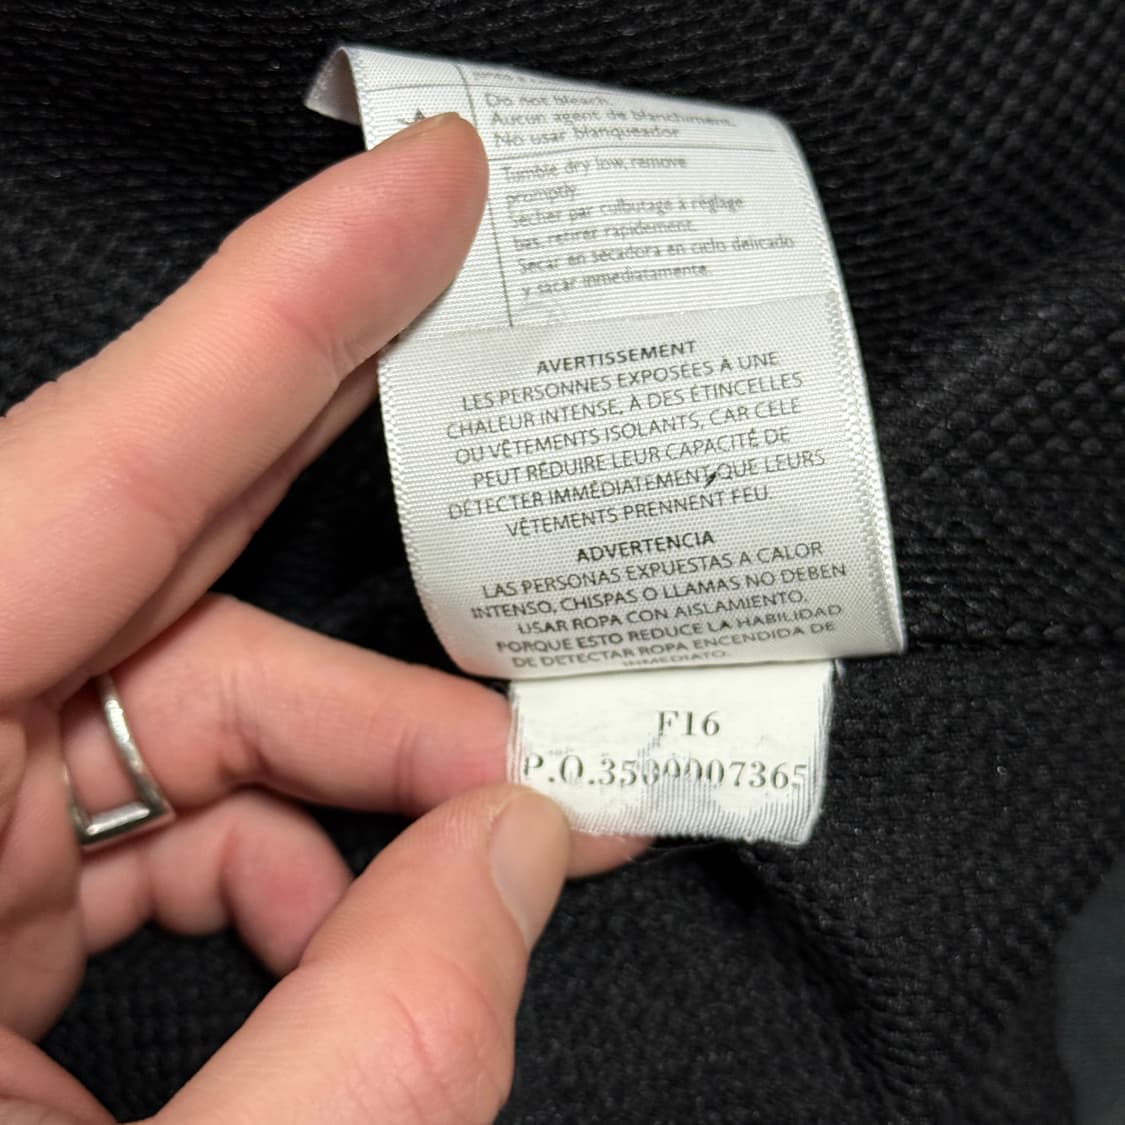 Do not bleach.
Aucun agent de blanchiment.
No usar blanqueador
Tumble dry low, remove
promptly.
Sécher par culbutage à réglage
bas, retirer rapidement.
Secar en secadora en ciclo delicado
y sacar inmediatamente.
AVERTISSEMENT
LES PERSONNES EXPOSÉES À UNE
CHALEUR INTENSE, À DES ÉTINCELLES
OU VÊTEMENTS ISOLANTS, CAR CELE
PEUT RÉDUIRE LEUR CAPACITÉ DE
DÉTECTER IMMÉDIATEMENT QUE LEURS
VÊTEMENTS PRENNENT FEU.
ADVERTENCIA
LAS PERSONAS EXPUESTAS A CALOR
INTENSO, CHISPAS O LLAMAS NO DEBEN
USAR ROPA CON AISLAMIENTO,
PORQUE ESTO REDUCE LA HABILIDAD
DE DETECTAR ROPA ENCENDIDA DE
INMEDIATO.
F16
P.O.3500007365